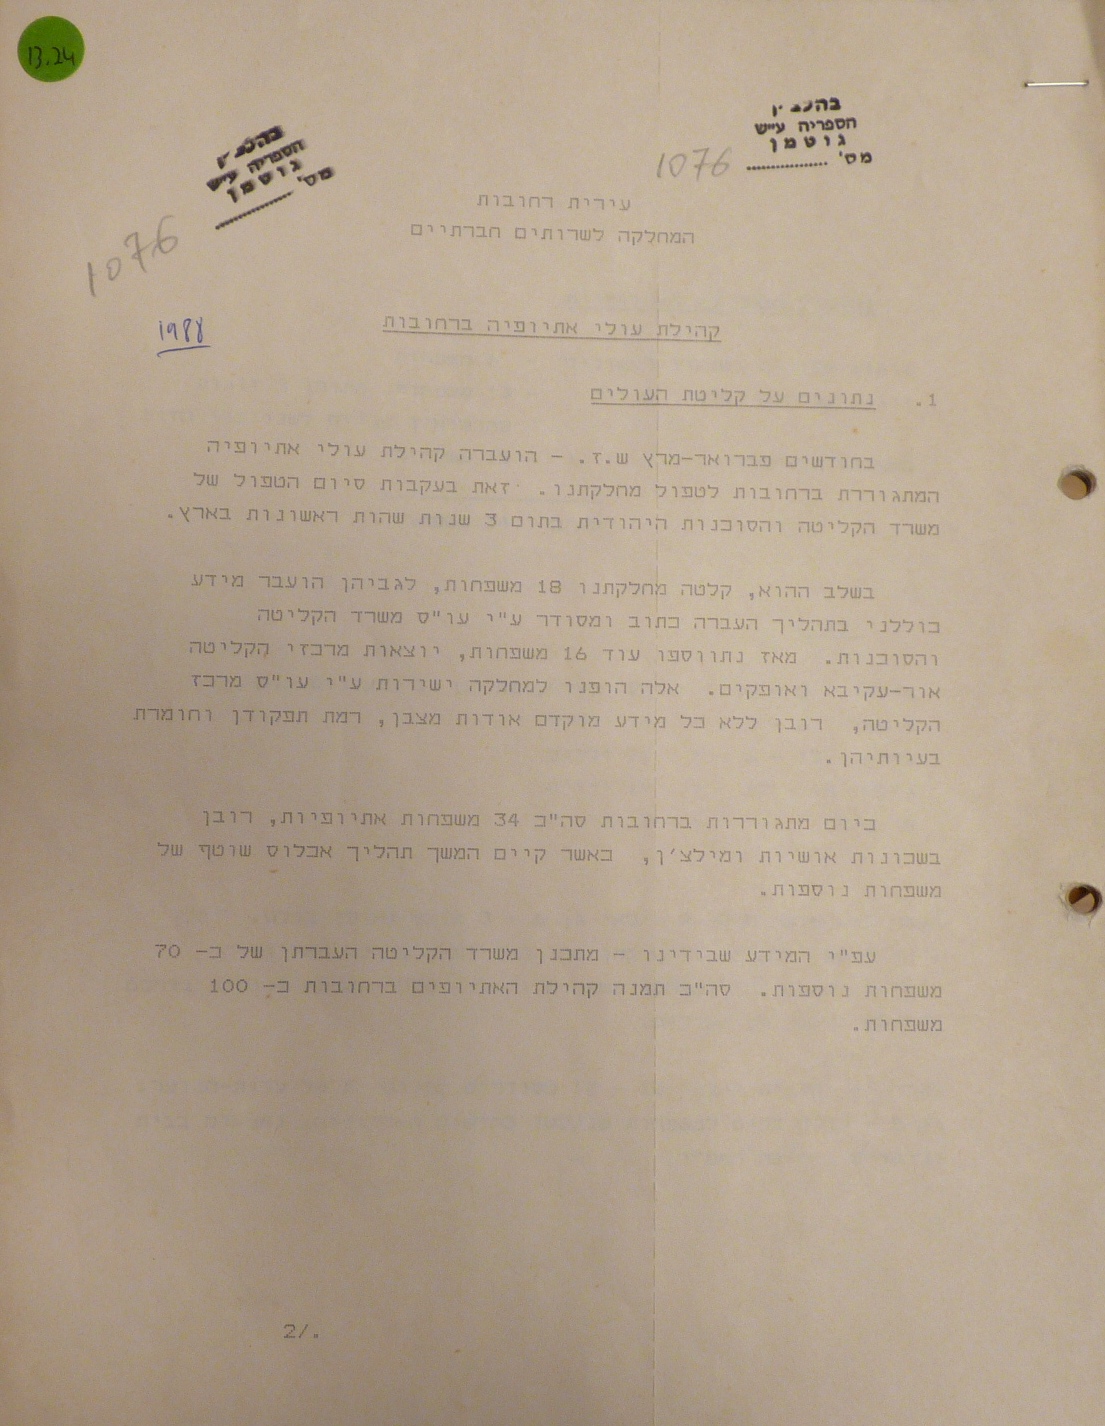 13.24
הספריה ע״ש
גוטמן
מס' ............
1076
הספריה ע״ש
גוטמן
מס' ............
1076
עירית רחובות
המחלקה לשרותים חברתיים
1988
קהילת עולי אתיופיה ברחובות
1. נתונים על קליטת העולים
בחודשים פברואר-מרץ ש.ז. - הועברה קהילת עולי אתיופיה
המתגוררת ברחובות לטפול מחלקתנו. זאת בעקבות סיום הטפול של
משרד הקליטה והסוכנות היהודית בתום 3 שנות שהות ראשונות בארץ.
בשלב ההוא, קלטה מחלקתנו 18 משפחות, לגביהן הועבר מידע
כוללני בתהליך העברה כתוב ומסודר ע"י עו"ס משרד הקליטה
והסוכנות. מאז נתווספו עוד 16 משפחות, יוצאות מרכזי הקליטה
אור-עקיבא ואופקים. אלה הופנו למחלקה ישירות ע"י עו"ס מרכז
הקליטה, רובן ללא כל מידע מוקדם אודות מצבן, רמת תפקודן וחומרת
בעיותיהן.
כיום מתגוררות ברחובות סה"כ 34 משפחות אתיופיות, רובן
בשכונות אושיות ומילצ'ן, כאשר קיים המשך תהליך אכלוס שוטף של
משפחות נוספות.
עפ"י המידע שבידינו - מתכנן משרד הקליטה העברתן של כ- 70
משפחות נוספות. סה"כ תמנה קהילת האתיופים ברחובות כ- 100
משפחות.
2/.